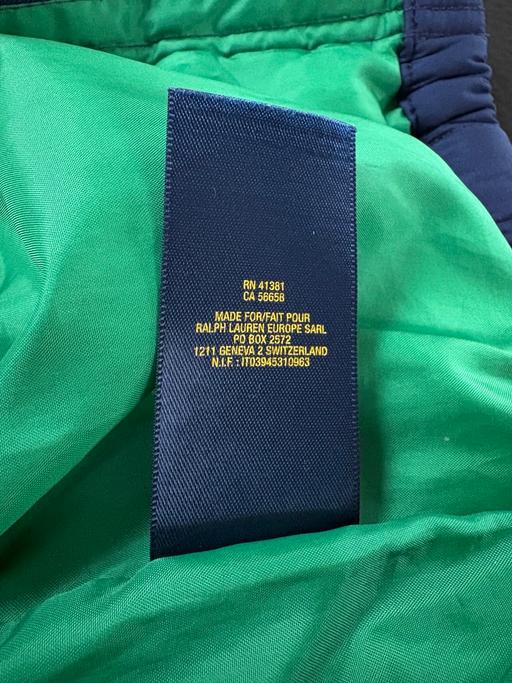 RN 41381
CA 56658
MADE FOR/FAIT POUR
RALPH LAUREN EUROPE SARL
PO BOX 2572
1211 GENEVA 2 SWITZERLAND
N.I.F. : IT03945310963